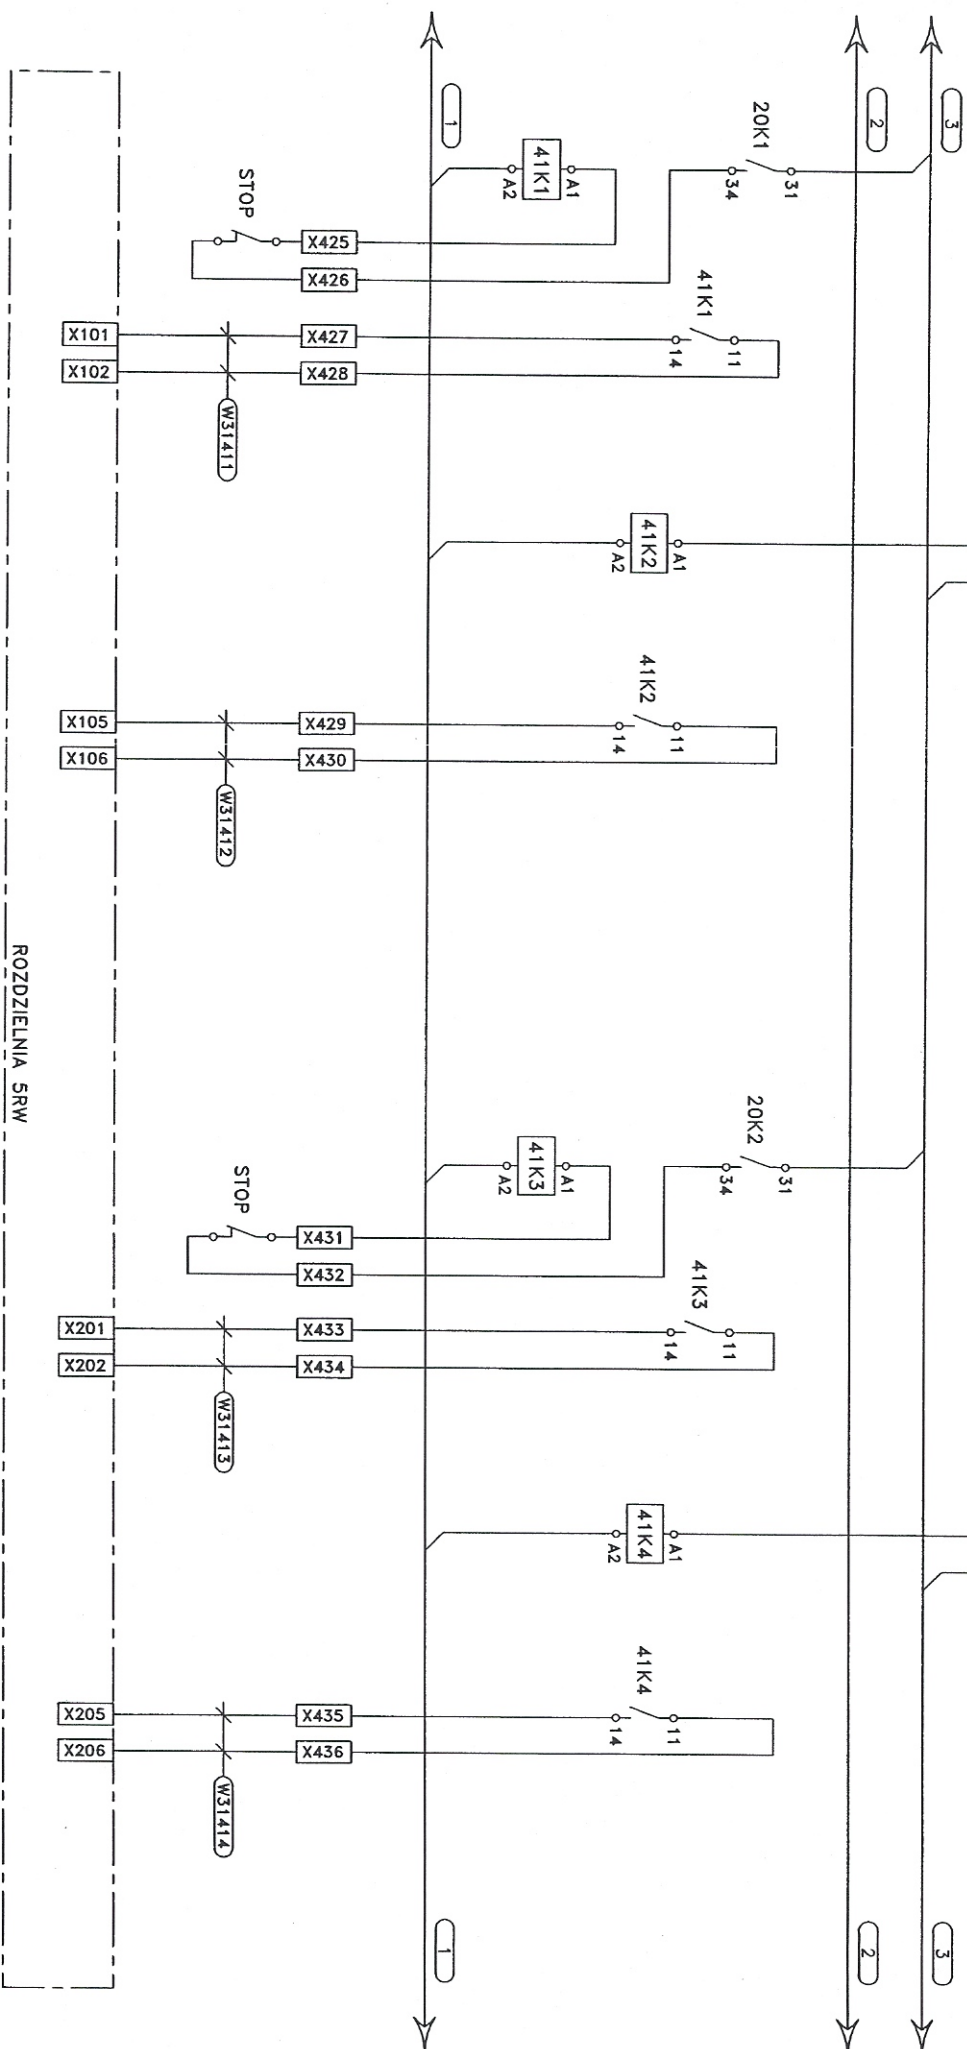 3
2
1
20K1
31
34
41K1
A1
A2
STOP
X425
X426
41K1
11
14
X427
X428
X101
X102
W31411
41K2
A1
A2
41K2
11
14
X429
X430
X105
X106
W31412
20K2
31
34
41K3
A1
A2
STOP
X431
X432
41K3
11
14
X433
X434
X201
X202
W31413
41K4
A1
A2
41K4
11
14
X435
X436
X205
X206
W31414
3
2
1
ROZDZIELNIA 5RW